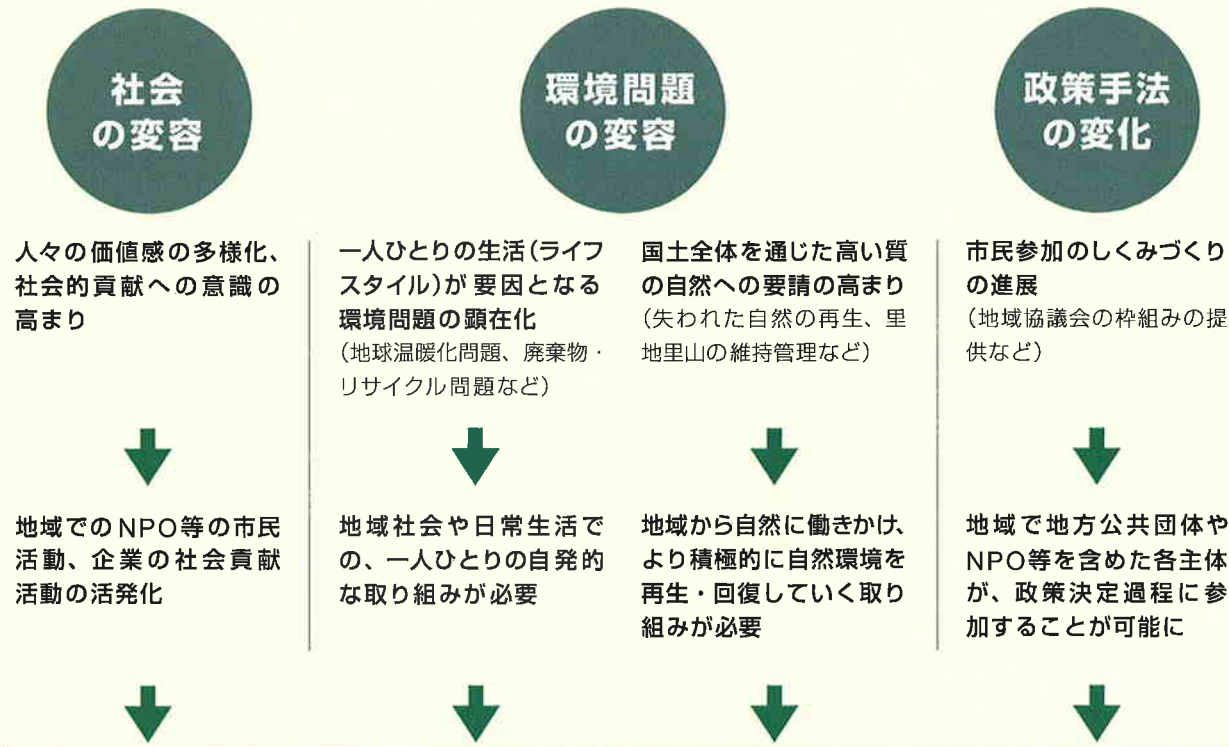 社会
の変容
環境問題
の変容
政策手法
の変化
人々の価値感の多様化、
社会的貢献への意識の
高まり
一人ひとりの生活(ライフ
スタイル)が要因となる
環境問題の顕在化
(地球温暖化問題、廃棄物・
リサイクル問題など)
国土全体を通じた高い質
の自然への要請の高まり
(失われた自然の再生、里
地里山の維持管理など)
市民参加のしくみづくり
の進展
(地域協議会の枠組みの提
供など)
地域でのNPO等の市民
活動、企業の社会貢献
活動の活発化
地域社会や日常生活で
の、一人ひとりの自発的
な取り組みが必要
地域から自然に働きかけ、
より積極的に自然環境を
再生・回復していく取り
組みが必要
地域で地方公共団体や
NPO等を含めた各主体
が、政策決定過程に参
加することが可能に